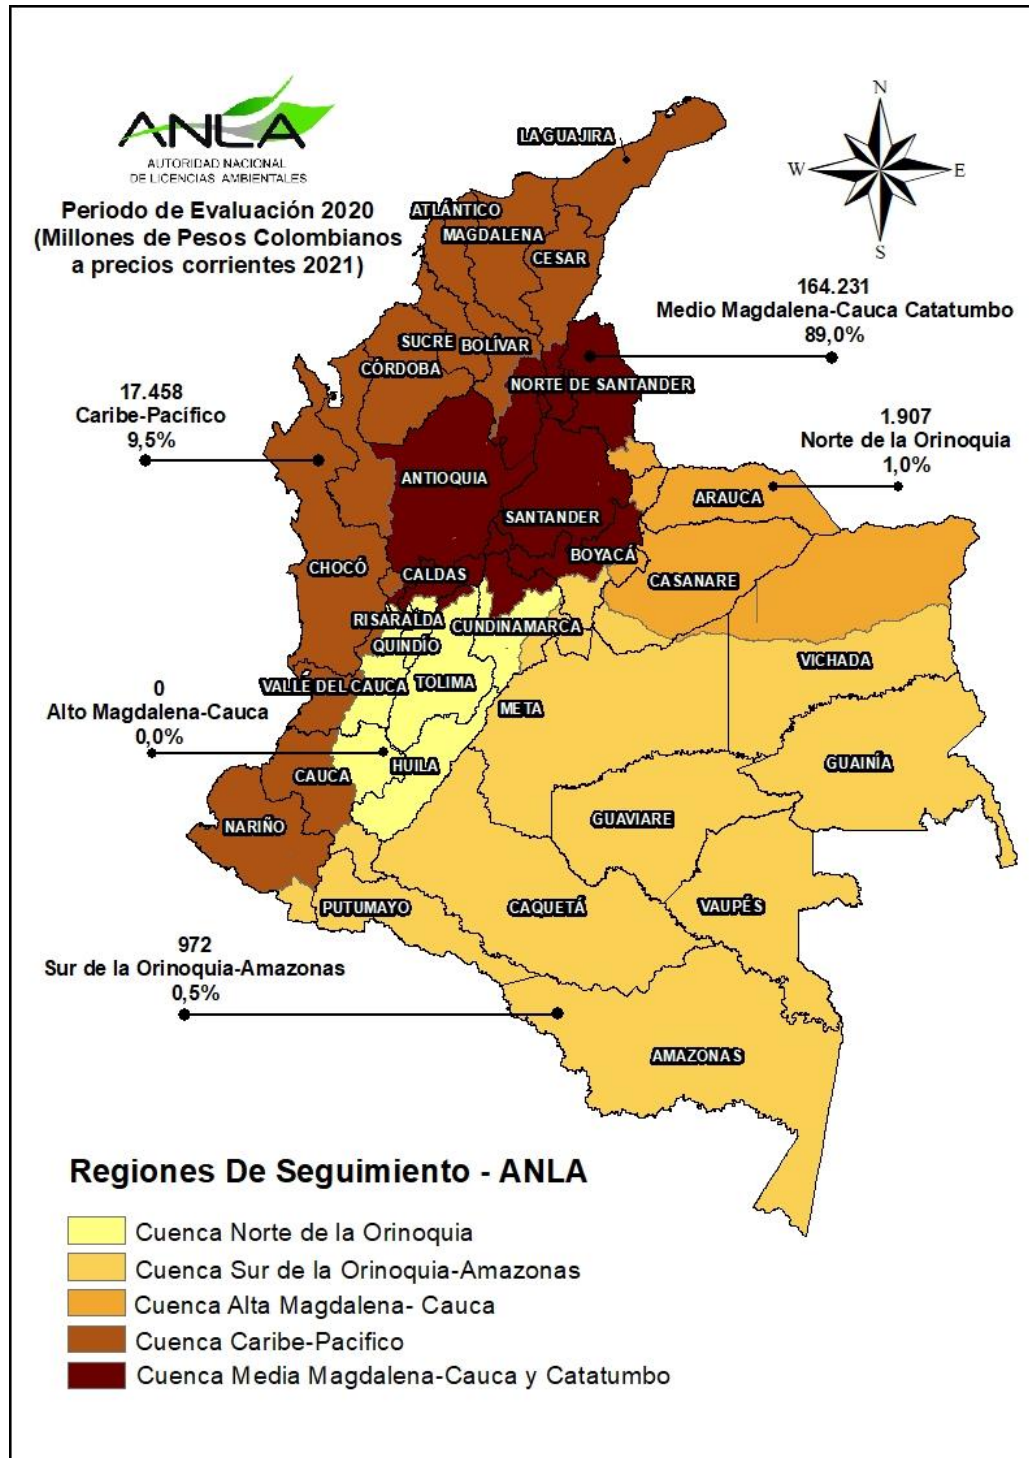 ANLA
AUTORIDAD NACIONAL
DE LICENCIAS AMBIENTALES
Periodo de Evaluación 2020
(Millones de Pesos Colombianos
a precios corrientes 2021)
N
W
E
S
LA GUAJIRA
ATLÁNTICO
MAGDALENA
CESAR
164.231
Medio Magdalena-Cauca Catatumbo
89,0%
SUCRE
BOLÍVAR
CÓRDOBA
NORTE DE SANTANDER
17.458
Caribe-Pacífico
9,5%
1.907
Norte de la Orinoquia
1,0%
ANTIOQUIA
ARAUCA
SANTANDER
BOYACÁ
CHOCÓ
CALDAS
CASANARE
RISARALDA
CUNDINAMARCA
QUINDÍO
VICHADA
VALLE DEL CAUCA
TOLIMA
0
Alto Magdalena-Cauca
0,0%
META
HUILA
GUAINÍA
CAUCA
NARIÑO
GUAVIARE
PUTUMAYO
CAQUETÁ
VAUPÉS
972
Sur de la Orinoquia-Amazonas
0,5%
AMAZONAS
Regiones De Seguimiento - ANLA
Cuenca Norte de la Orinoquia
Cuenca Sur de la Orinoquia-Amazonas
Cuenca Alta Magdalena- Cauca
Cuenca Caribe-Pacifico
Cuenca Media Magdalena-Cauca y Catatumbo